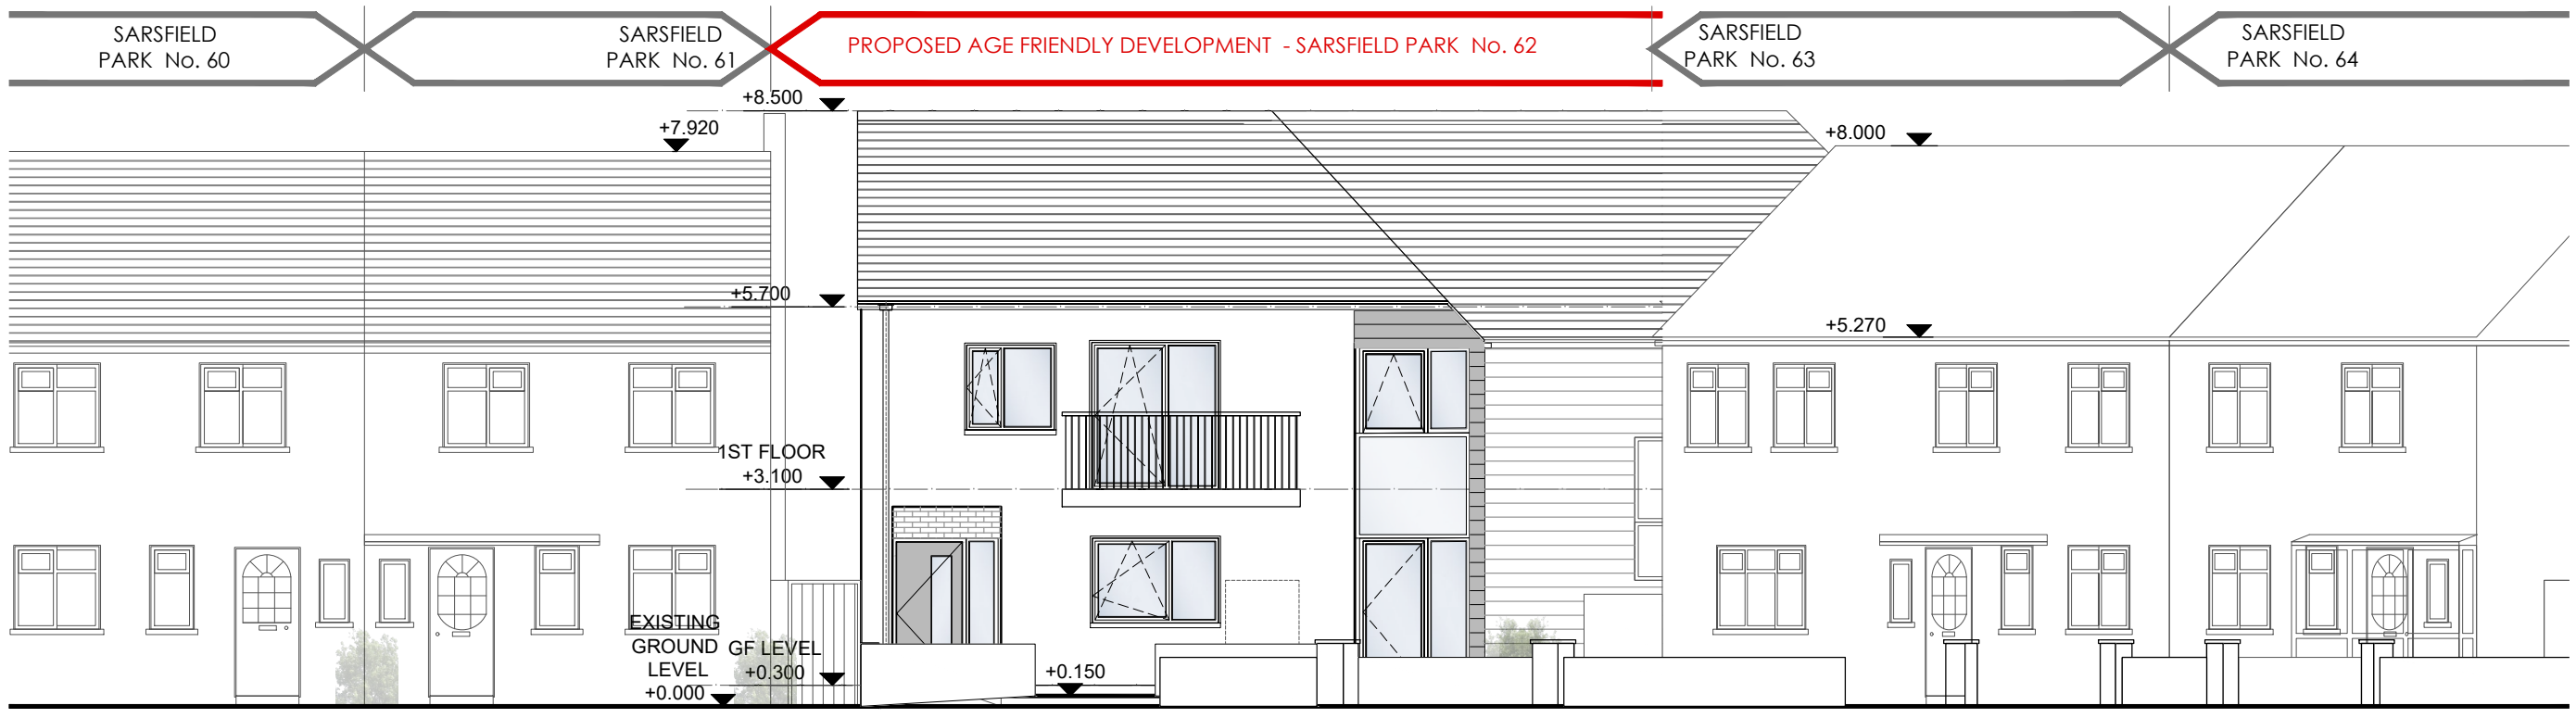 SARSFIELD
PARK No. 60
SARSFIELD
PARK No. 61
PROPOSED AGE FRIENDLY DEVELOPMENT - SARSFIELD PARK No. 62
SARSFIELD
PARK No. 63
SARSFIELD
PARK No. 64
+8.500
+7.920
+8.000
+5.700
+5.270
1ST FLOOR
+3.100
EXISTING
GROUND
LEVEL
+0.000
GF LEVEL
+0.300
+0.150